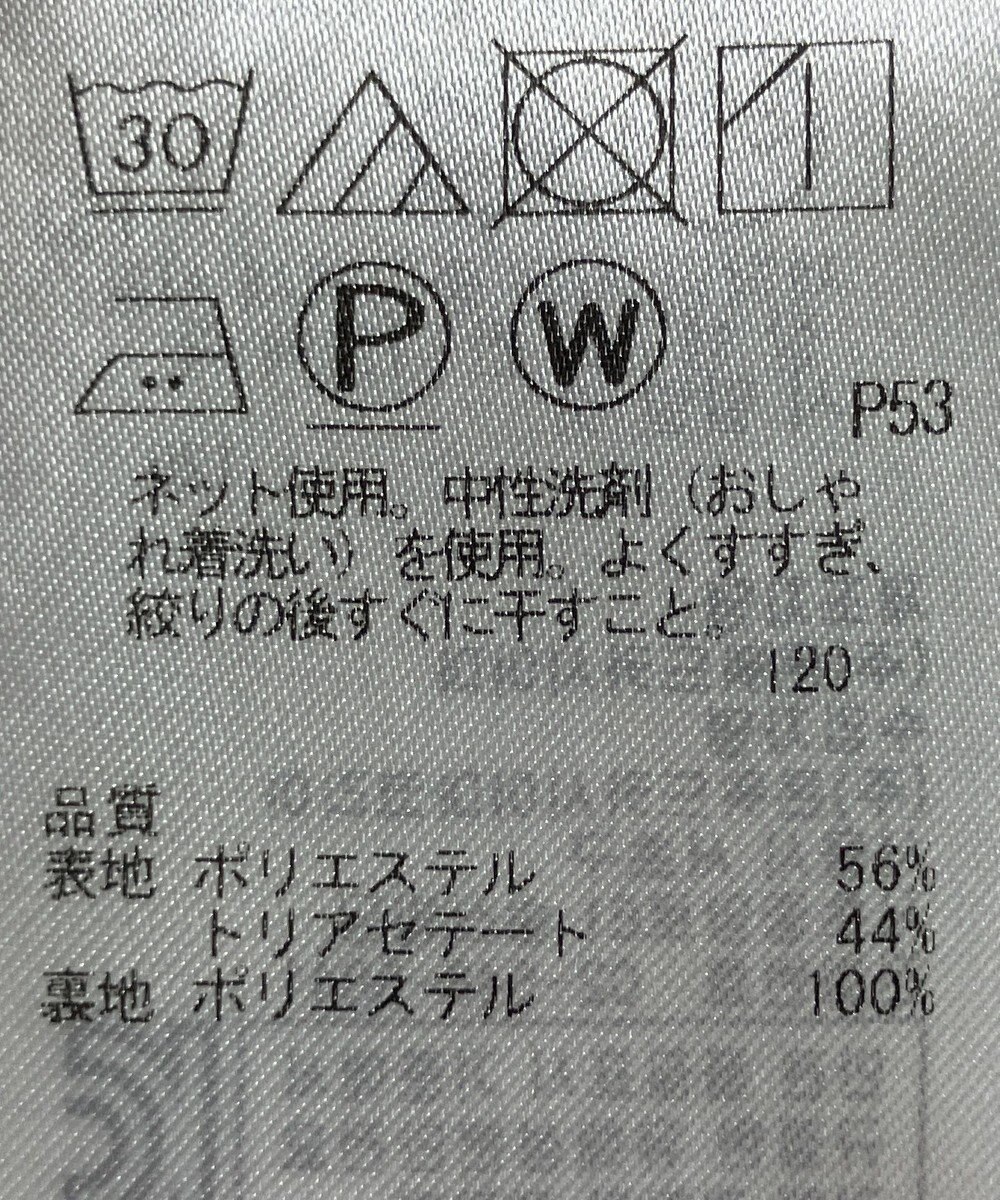 30
P W
P53
ネット使用。中性洗剤（おしゃ
れ着洗い）を使用。よくすすぎ、
絞りの後すぐに干すこと。
120
品質
表地 ポリエステル 56%
トリアセテート 44%
裏地 ポリエステル 100%